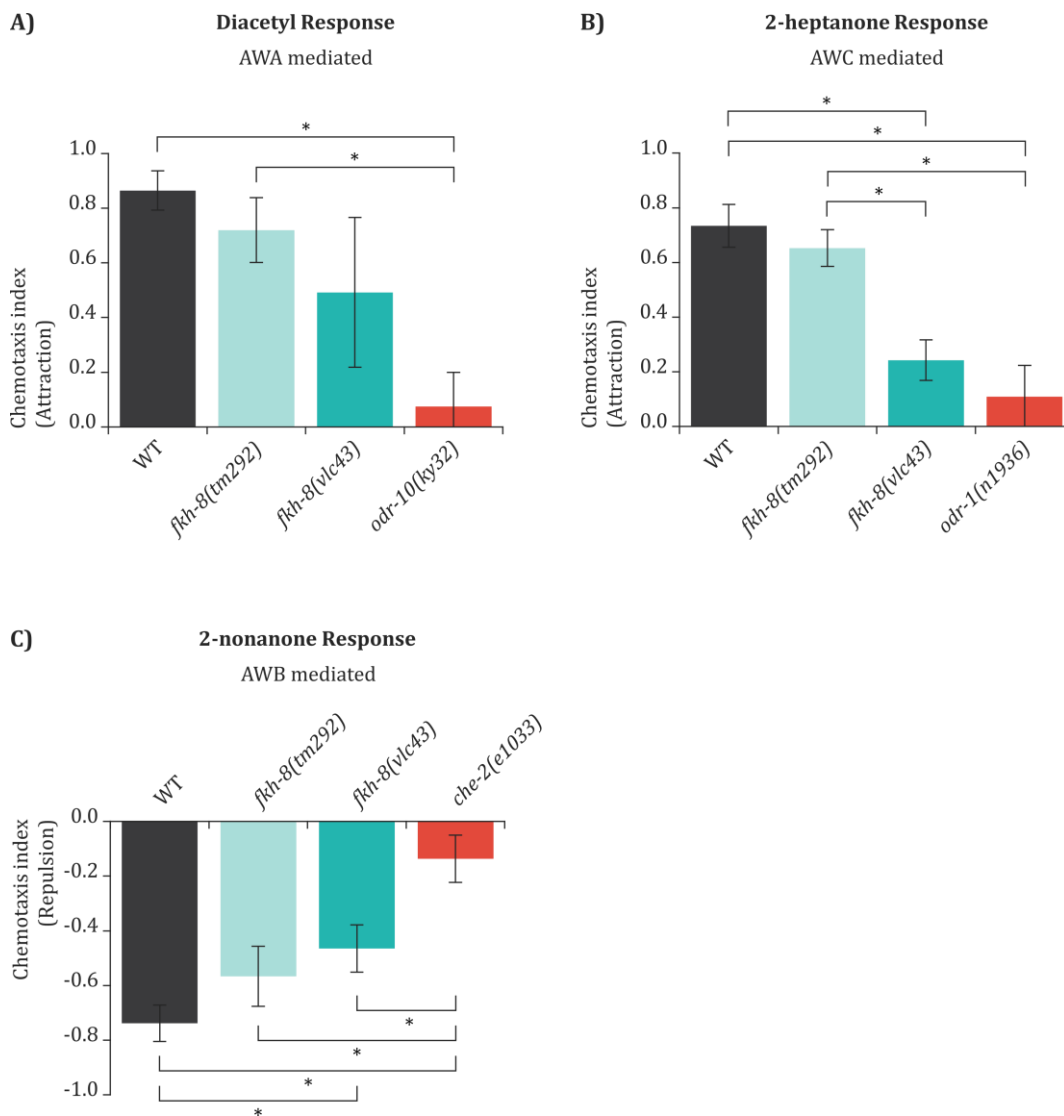 A)
Diacetyl Response
AWA mediated
*
*
1.0
0.8
0.6
0.4
0.2
0.0
Chemotaxis index
(Attraction)
WT
fkh-8(tm292)
fkh-8(vlc43)
odr-10(ky32)
B)
2-heptanone Response
AWC mediated
*
*
*
*
1.0
0.8
0.6
0.4
0.2
0.0
Chemotaxis index
(Attraction)
WT
fkh-8(tm292)
fkh-8(vlc43)
odr-1(n1936)
C)
2-nonanone Response
AWB mediated
WT
fkh-8(tm292)
fkh-8(vlc43)
che-2(e1033)
0.0
-0.2
-0.4
-0.6
-0.8
-1.0
Chemotaxis index
(Repulsion)
*
*
*
*